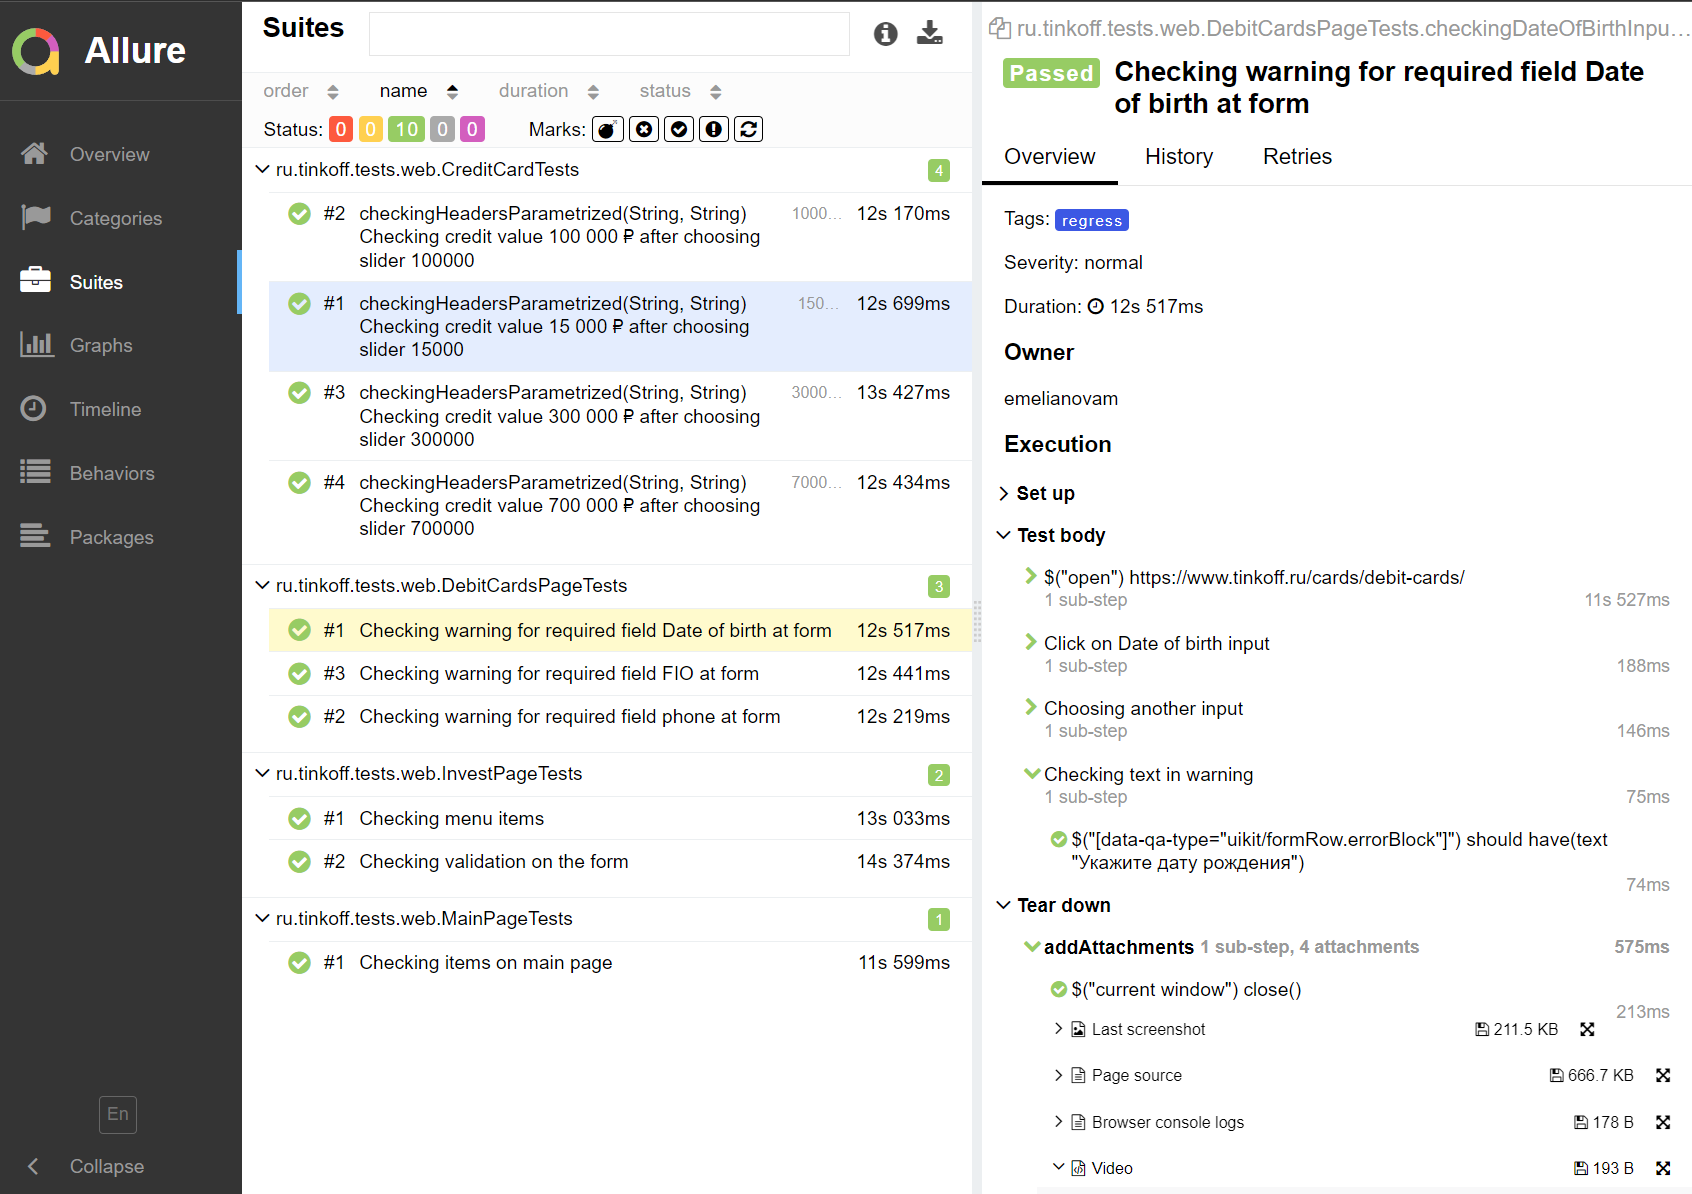 Allure
Overview
Categories
Suites
Graphs
Timeline
Behaviors
Packages
En
Collapse
Suites
order name duration status
Status: 0 0 10 0 0 Marks:
ru.tinkoff.tests.web.CreditCardTests 4
#2 checkingHeadersParametrized(String, String) 1000... 12s 170ms
Checking credit value 100 000 ₽ after choosing
slider 100000
#1 checkingHeadersParametrized(String, String) 150... 12s 699ms
Checking credit value 15 000 ₽ after choosing
slider 15000
#3 checkingHeadersParametrized(String, String) 3000... 13s 427ms
Checking credit value 300 000 ₽ after choosing
slider 300000
#4 checkingHeadersParametrized(String, String) 7000... 12s 434ms
Checking credit value 700 000 ₽ after choosing
slider 700000
ru.tinkoff.tests.web.DebitCardsPageTests 3
#1 Checking warning for required field Date of birth at form 12s 517ms
#3 Checking warning for required field FIO at form 12s 441ms
#2 Checking warning for required field phone at form 12s 219ms
ru.tinkoff.tests.web.InvestPageTests 2
#1 Checking menu items 13s 033ms
#2 Checking validation on the form 14s 374ms
ru.tinkoff.tests.web.MainPageTests 1
#1 Checking items on main page 11s 599ms
ru.tinkoff.tests.web.DebitCardsPageTests.checkingDateOfBirthInpu...
Passed Checking warning for required field Date
of birth at form
Overview History Retries
Tags: regress
Severity: normal
Duration: 12s 517ms
Owner
emelianovam
Execution
Set up
Test body
$("open") https://www.tinkoff.ru/cards/debit-cards/
1 sub-step 11s 527ms
Click on Date of birth input
1 sub-step 188ms
Choosing another input
1 sub-step 146ms
Checking text in warning
1 sub-step 75ms
$("[data-qa-type="uikit/formRow.errorBlock"]") should have(text
"Укажите дату рождения")
74ms
Tear down
addAttachments 1 sub-step, 4 attachments 575ms
$("current window") close()
213ms
Last screenshot 211.5 KB
Page source 666.7 KB
Browser console logs 178 B
Video 193 B